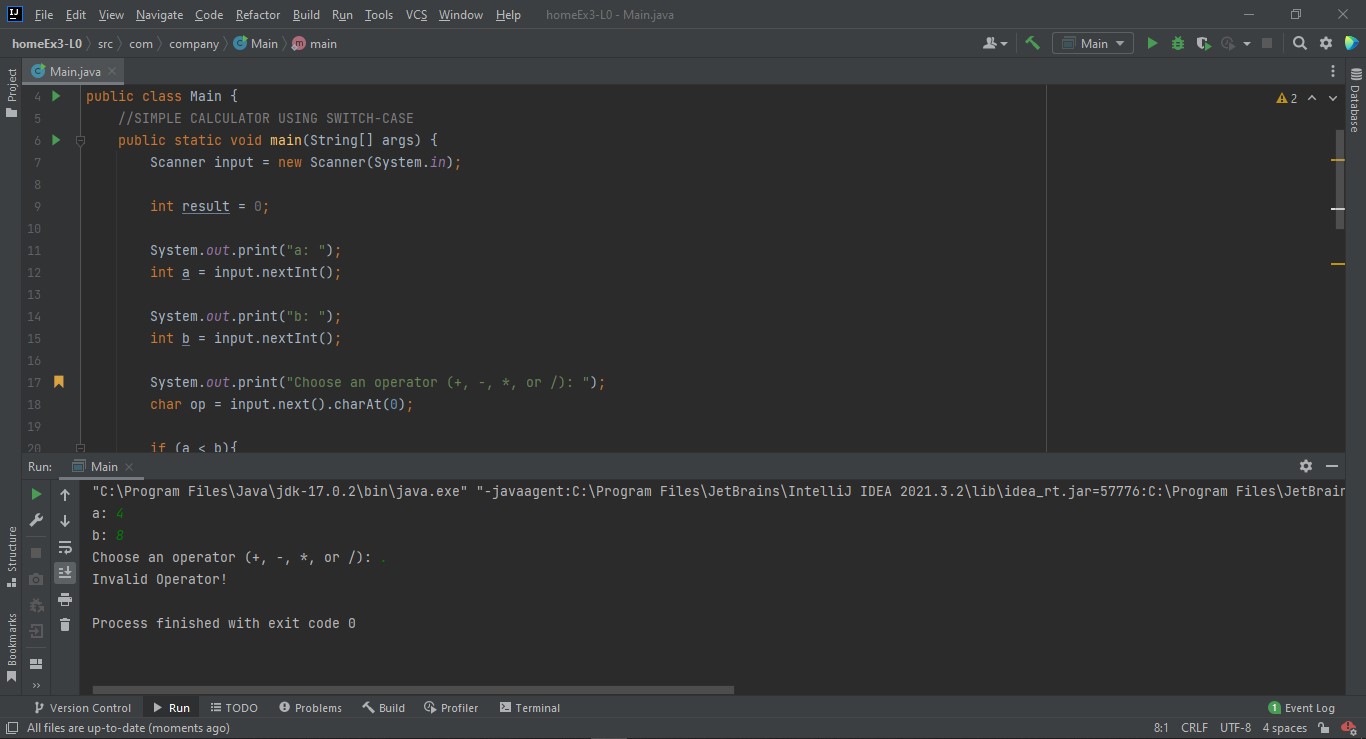 File Edit View Navigate Code Refactor Build Run Tools VCS Window Help homeEx3-L0 - Main.java
homeEx3-L0 src com company Main main Main
Project
Main.java
Database
4 public class Main {
2
5 //SIMPLE CALCULATOR USING SWITCH-CASE
6 public static void main(String[] args) {
7 Scanner input = new Scanner(System.in);
8
9 int result = 0;
10
11 System.out.print("a: ");
12 int a = input.nextInt();
13
14 System.out.print("b: ");
15 int b = input.nextInt();
16
17 System.out.print("Choose an operator (+, -, *, or /): ");
18 char op = input.next().charAt(0);
19
20 if (a < b){
Run: Main
"C:\Program Files\Java\jdk-17.0.2\bin\java.exe" "-javaagent:C:\Program Files\JetBrains\IntelliJ IDEA 2021.3.2\lib\idea_rt.jar=57776:C:\Program Files\JetBrain
a: 4
b: 8
Choose an operator (+, -, *, or /): .
Invalid Operator!
Process finished with exit code 0
Structure
Bookmarks
Version Control Run TODO Problems Build Profiler Terminal 1 Event Log
All files are up-to-date (moments ago) 8:1 CRLF UTF-8 4 spaces